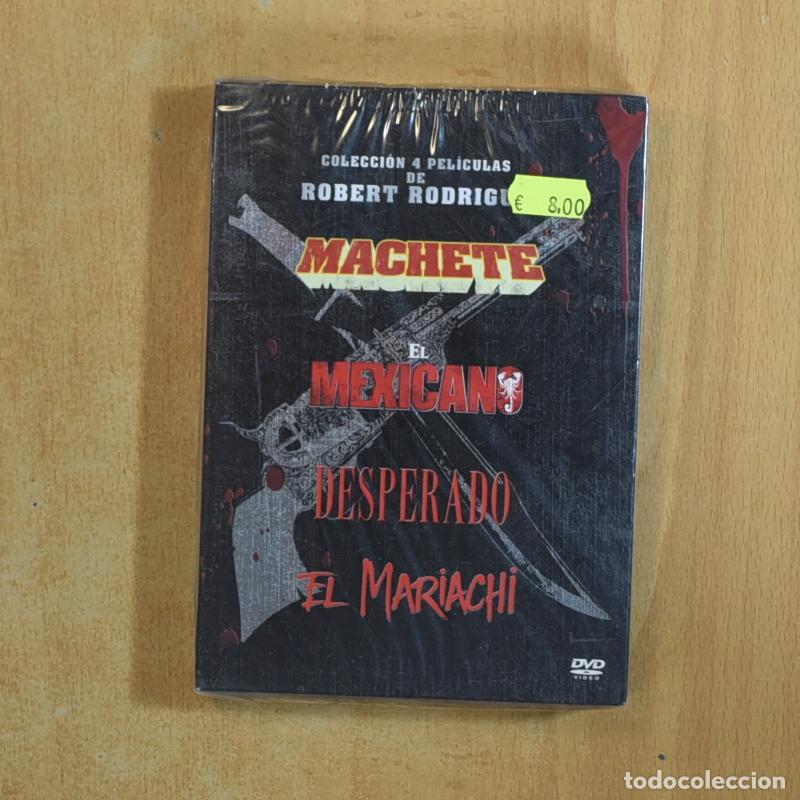 COLECCIÓN 4 PELÍCULAS
DE
ROBERT RODRIGU
€ 8.00
MACHETE
EL
MEXICANO
DESPERADO
EL MARIACHI
DVD
VIDEO
todocoleccion